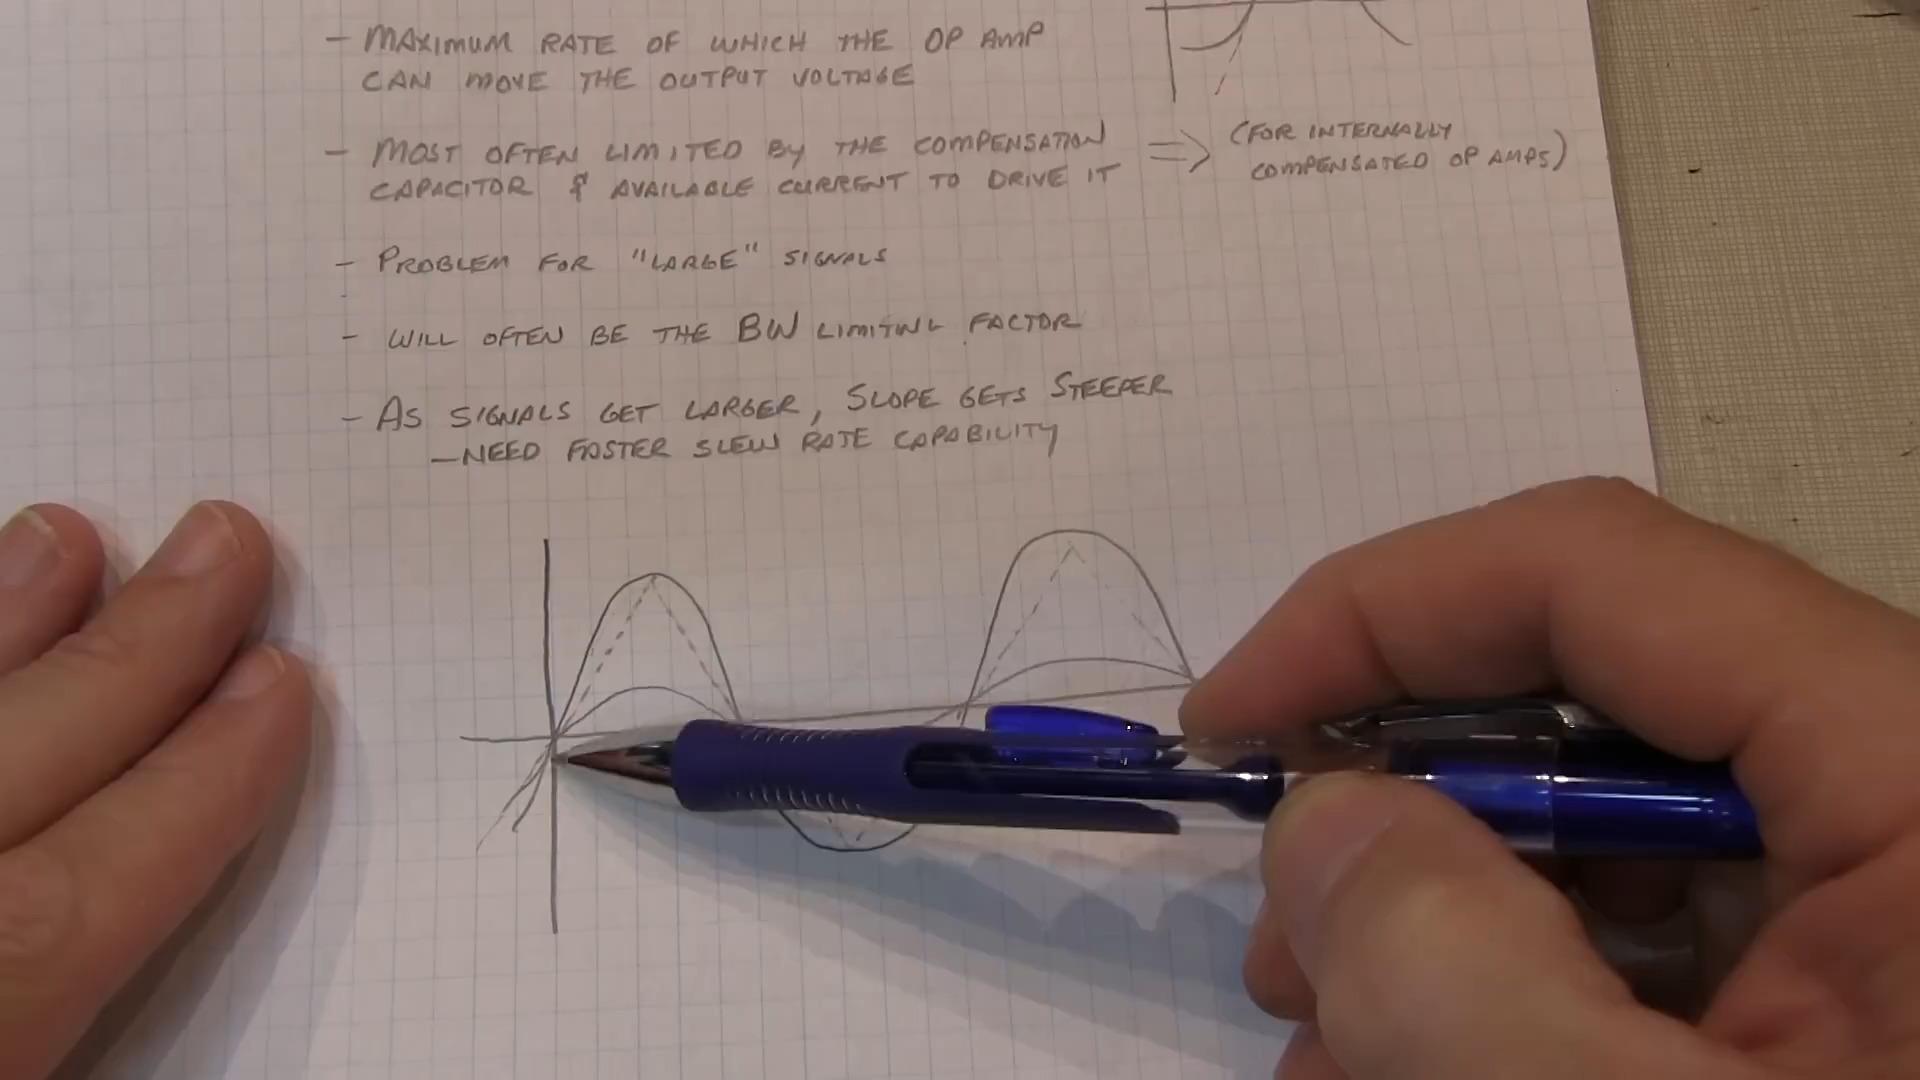 - MAXIMUM RATE OF WHICH THE OP AMP
CAN MOVE THE OUTPUT VOLTAGE
- MOST OFTEN LIMITED BY THE COMPENSATION
CAPACITOR & AVAILABLE CURRENT TO DRIVE IT
=> (FOR INTERNALLY
COMPENSATED OP AMPS)
- PROBLEM FOR "LARGE" SIGNALS
- WILL OFTEN BE THE BW LIMITING FACTOR
- AS SIGNALS GET LARGER, SLOPE GETS STEEPER
- NEED FASTER SLEW RATE CAPABILITY